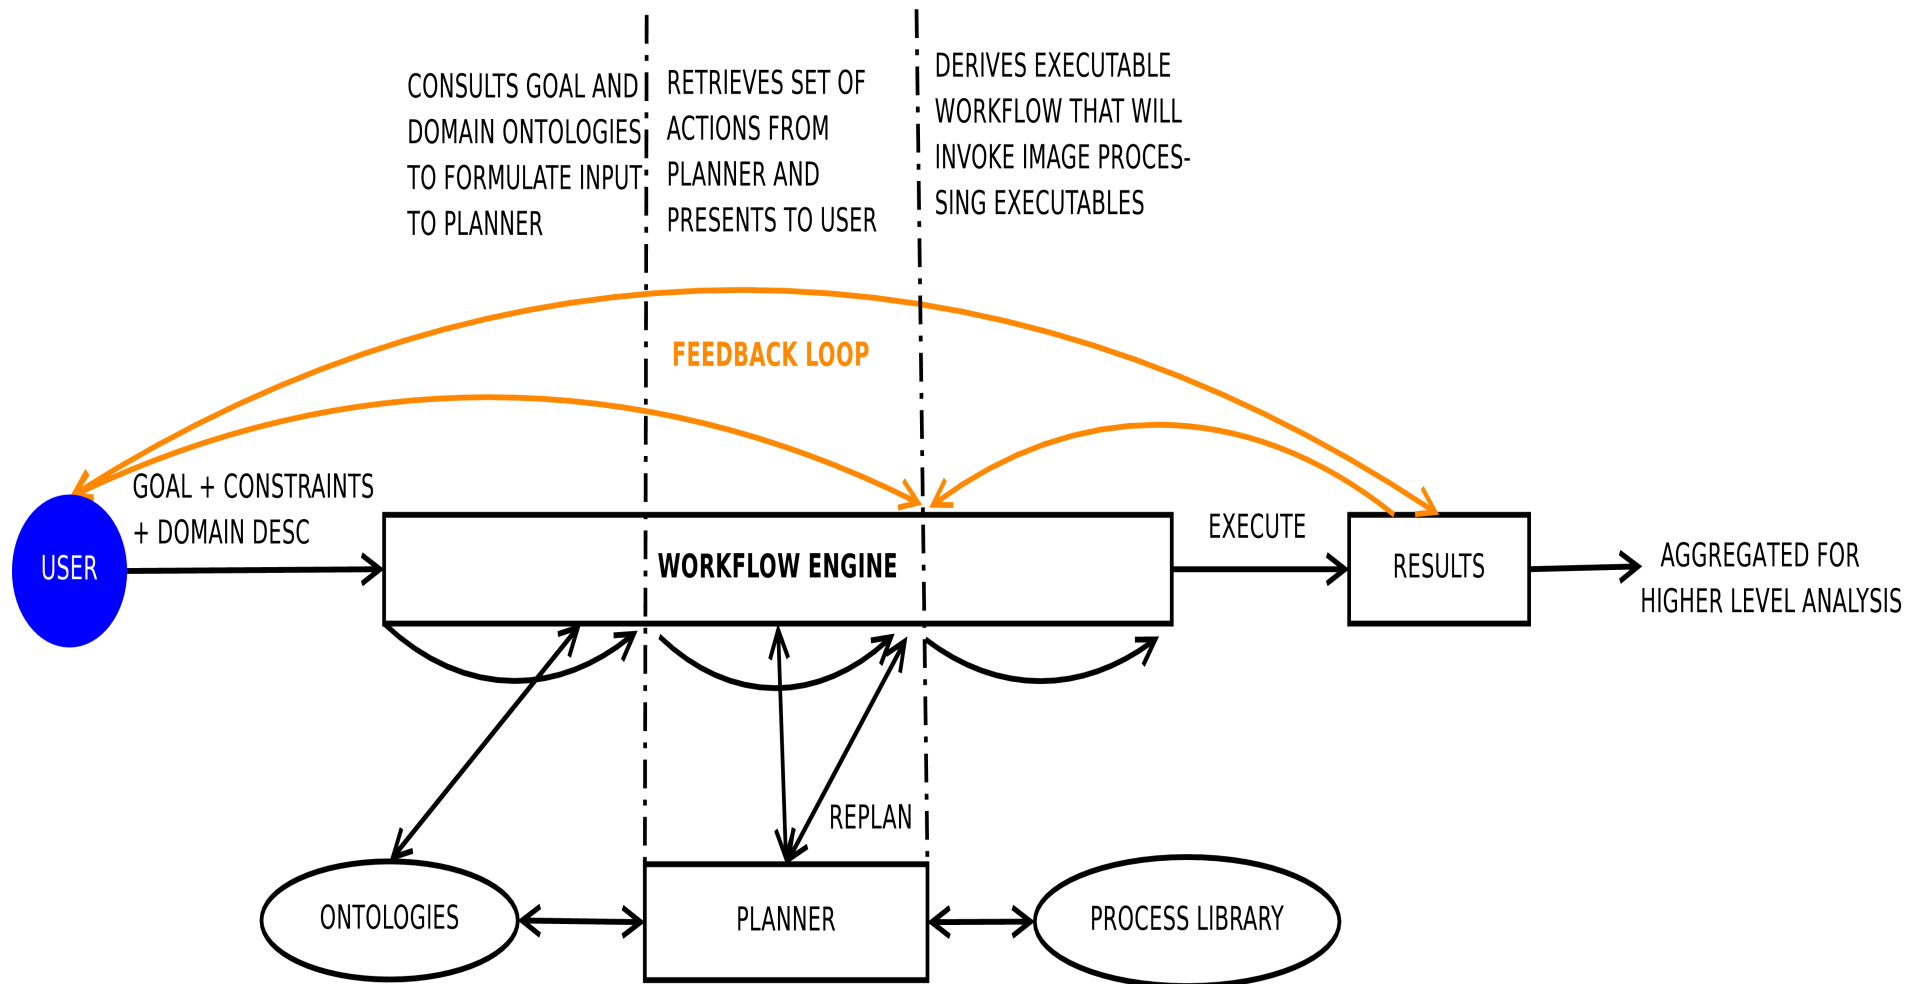 CONSULTS GOAL AND
DOMAIN ONTOLOGIES
TO FORMULATE INPUT
TO PLANNER
RETRIEVES SET OF
ACTIONS FROM
PLANNER AND
PRESENTS TO USER
DERIVES EXECUTABLE
WORKFLOW THAT WILL
INVOKE IMAGE PROCES-
SING EXECUTABLES
FEEDBACK LOOP
GOAL + CONSTRAINTS
+ DOMAIN DESC
USER
WORKFLOW ENGINE
EXECUTE
RESULTS
AGGREGATED FOR
HIGHER LEVEL ANALYSIS
REPLAN
ONTOLOGIES
PLANNER
PROCESS LIBRARY